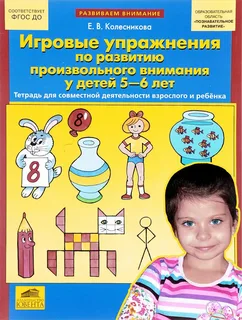 СООТВЕТСТВУЕТ
ФГОС ДО
РАЗВИВАЕМ ВНИМАНИЕ
ОБРАЗОВАТЕЛЬНАЯ
ОБЛАСТЬ
"ПОЗНАВАТЕЛЬНОЕ
РАЗВИТИЕ"
Е. В. Колесникова
Игровые упражнения
по развитию
произвольного внимания
у детей 5—6 лет
Тетрадь для совместной деятельности взрослого и ребёнка
8
8
ЮВЕНТА